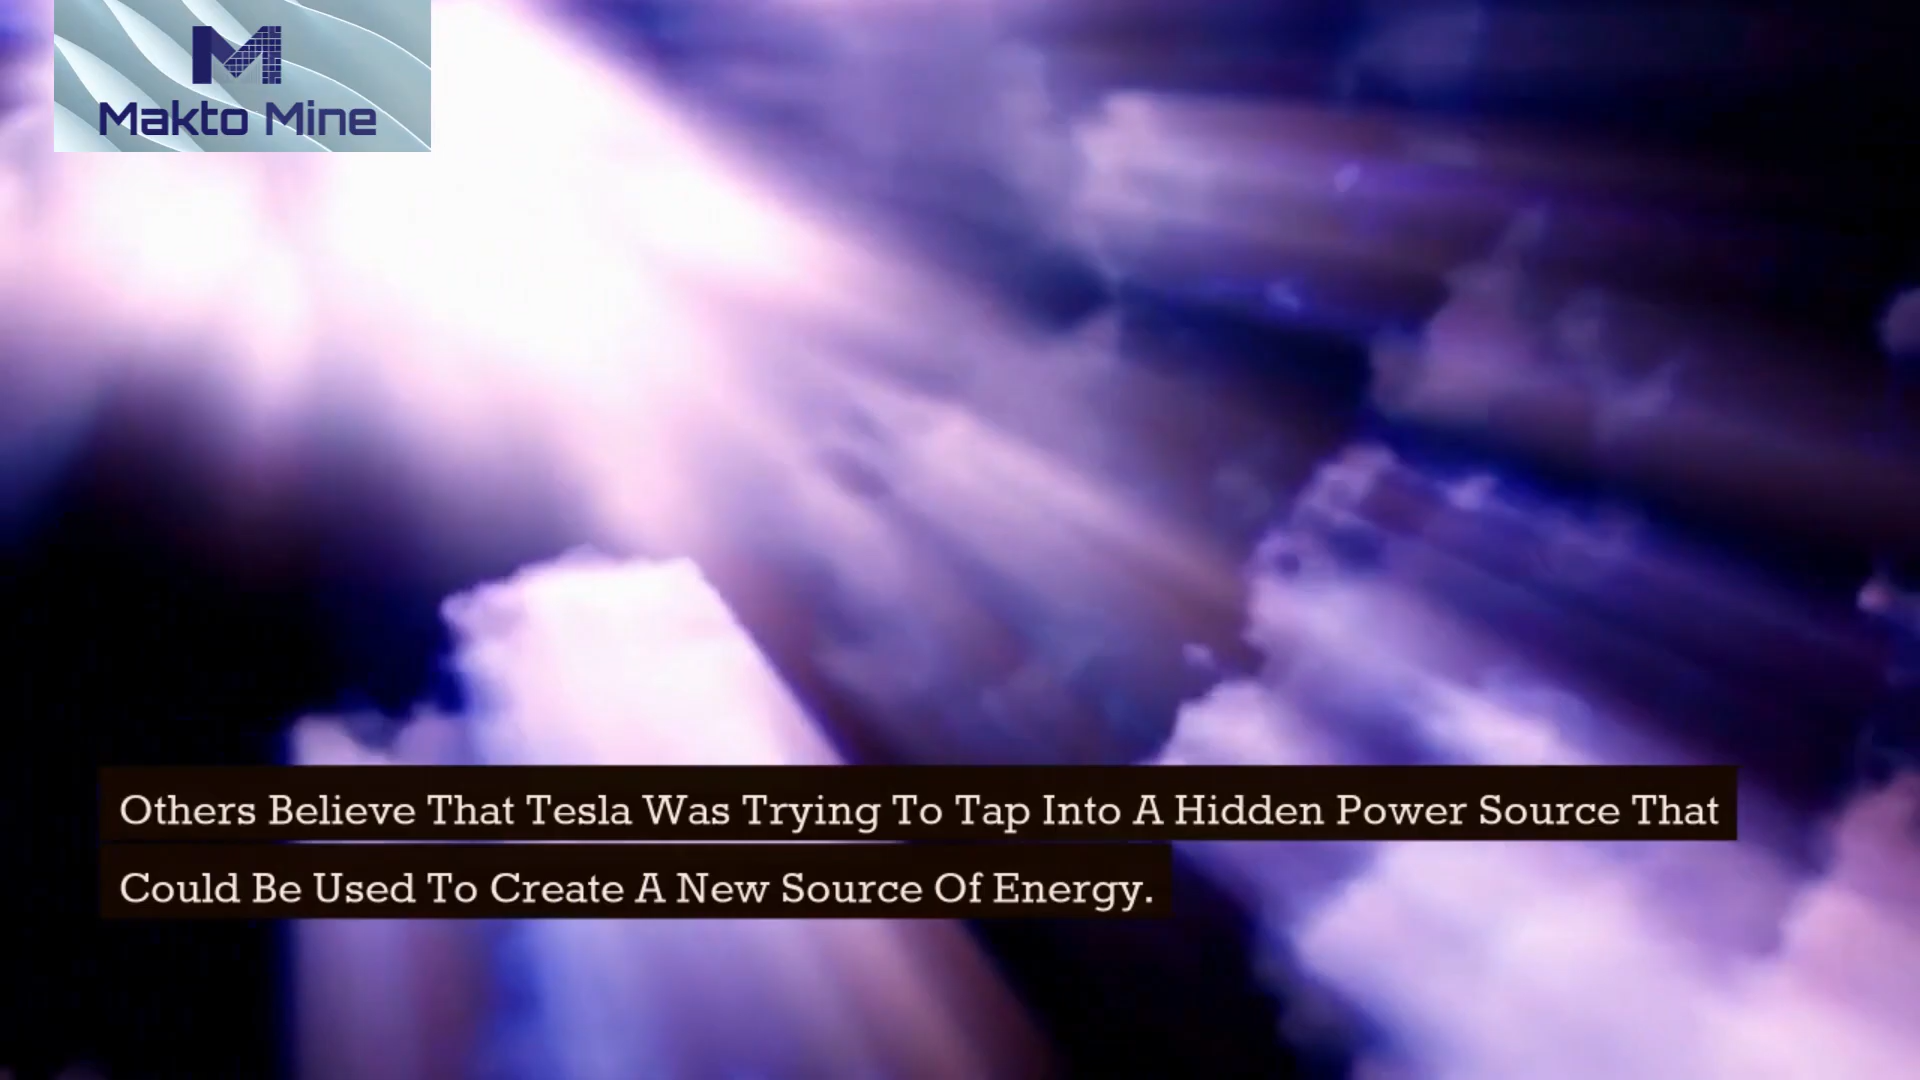 M
Makto Mine
Others Believe That Tesla Was Trying To Tap Into A Hidden Power Source That
Could Be Used To Create A New Source Of Energy.